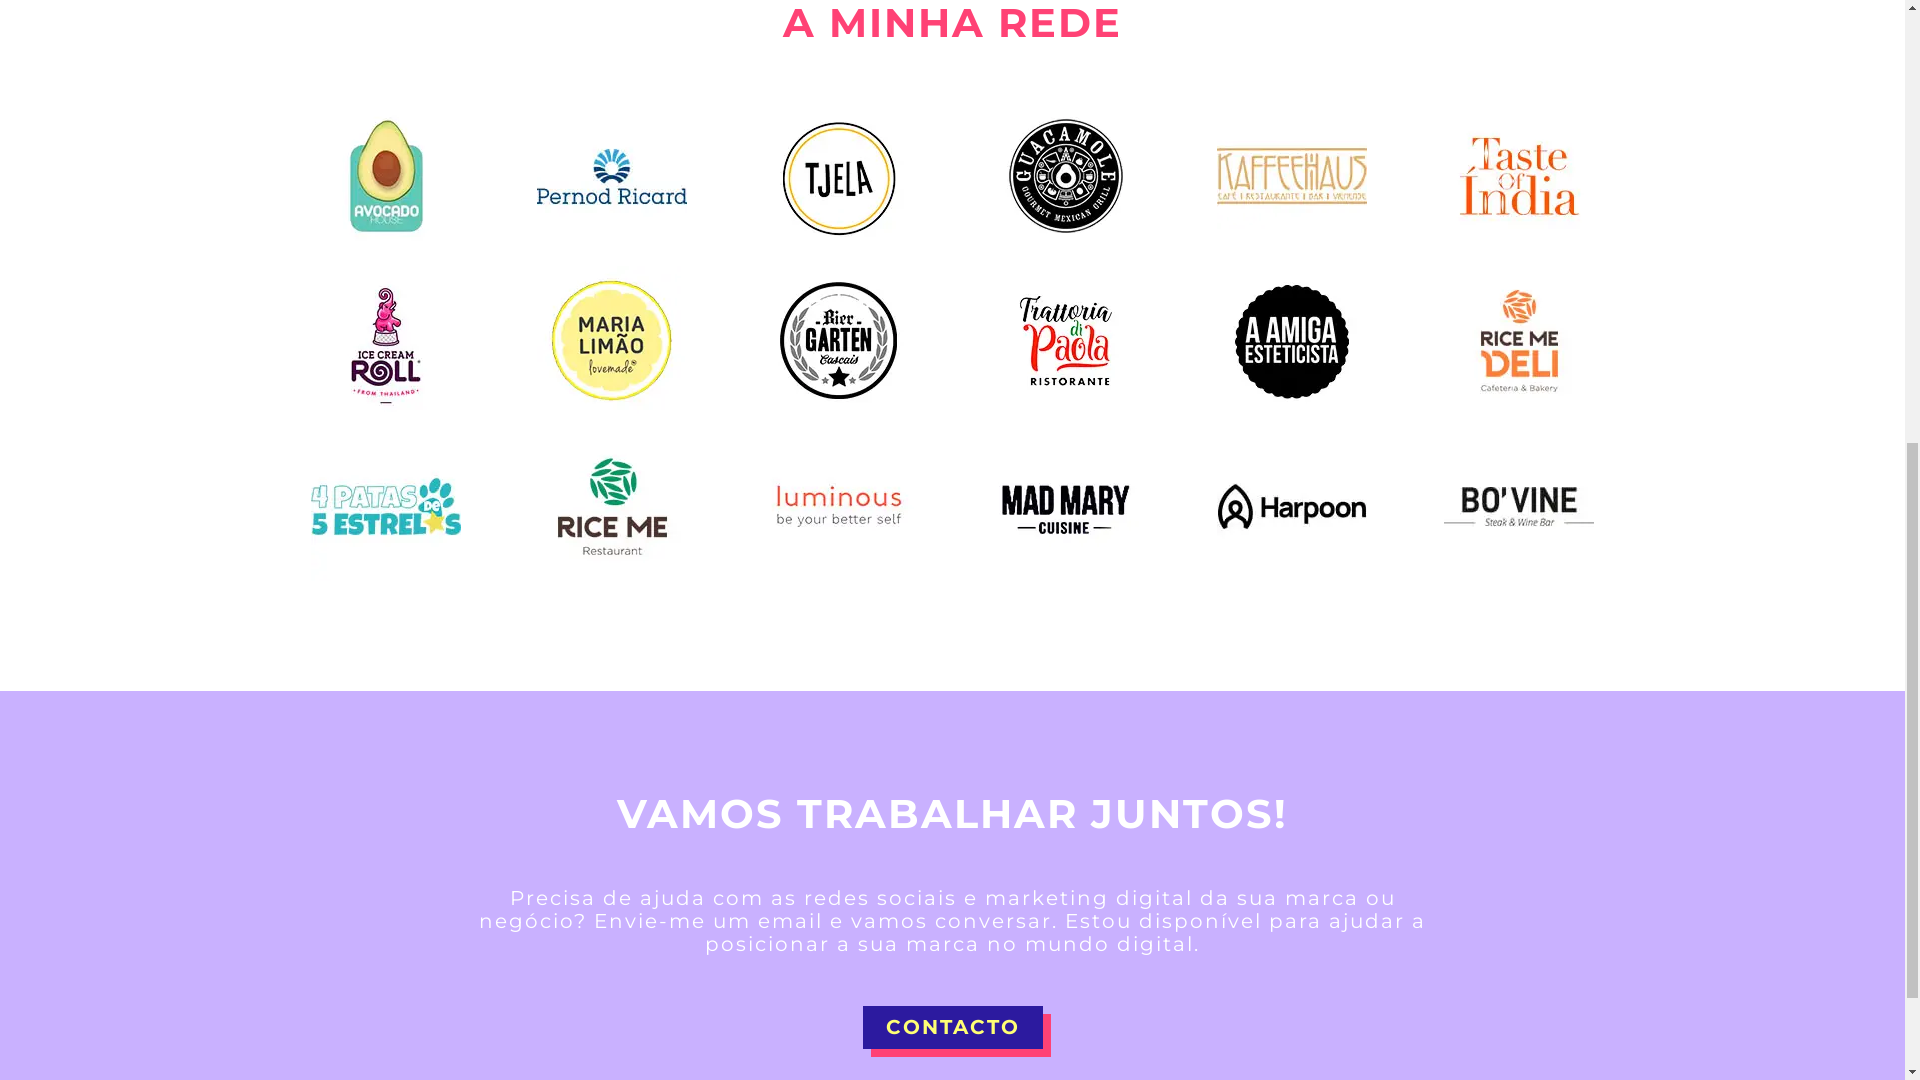 A MINHA REDE
AVOCADO
HOUSE
Pernod Ricard
TJELA
GUACAMOLE
GOURMET MEXICAN GRILL
KAFFEEHAUS
CAFÉ | RESTAURANTE | BAR | VIENENSE
Taste
Of
Índia
ICE CREAM
ROLL
FROM THAILAND
MARIA
LIMÃO
lovemade
Bier
GARTEN
Cascais
Trattoria
di
Paola
RISTORANTE
A AMIGA
ESTETICISTA
RICE ME
DELI
Cafeteria & Bakery
4 PATAS
DE
5 ESTRELAS
RICE ME
Restaurant
luminous
be your better self
MAD MARY
CUISINE
Harpoon
BO'VINE
Steak & Wine Bar
VAMOS TRABALHAR JUNTOS!
Precisa de ajuda com as redes sociais e marketing digital da sua marca ou
negócio? Envie-me um email e vamos conversar. Estou disponível para ajudar a
posicionar a sua marca no mundo digital.
CONTACTO